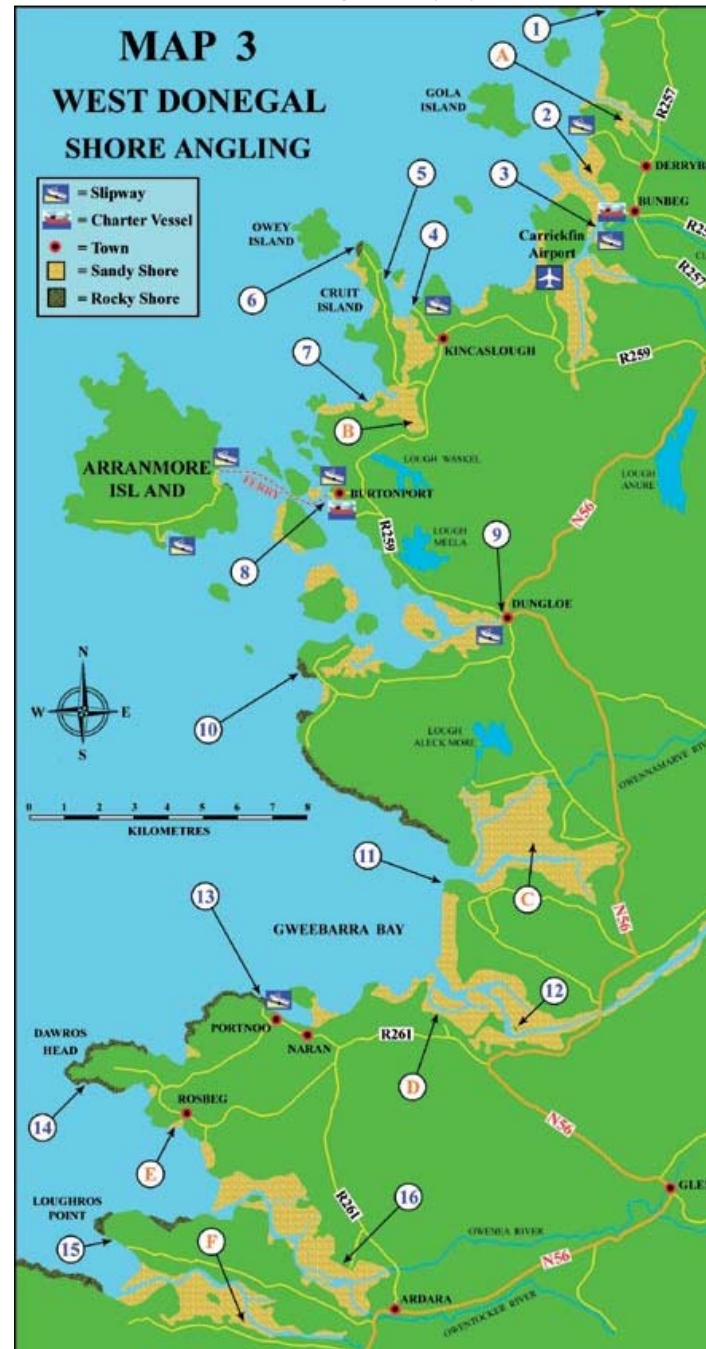 MAP 3
WEST DONEGAL
SHORE ANGLING
= Slipway
= Charter Vessel
= Town
= Sandy Shore
= Rocky Shore
1
A
GOLA
ISLAND
R257
2
DERRYB
3
BUNBEG
5
4
OWEY
ISLAND
Carrickfin
Airport
R257
6
CRUIT
ISLAND
KINCASLOUGH
7
R259
B
ARRANMORE
ISLAND
LOUGH WASKEL
LOUGH
ANURE
FERRY
BURTONPORT
N56
R259
LOUGH
MEELA
8
9
DUNGLOE
N
W E
S
10
LOUGH
ALECK MORE
OWENNAMARVE RIV
0 1 2 3 4 5 6 7 8
KILOMETRES
11
C
13
GWEEBARRA BAY
N56
12
PORTNOO
NARAN
R261
D
DAWROS
HEAD
14
ROSBEG
E
N56
LOUGHROS
POINT
16
GLE
R261
15
F
OWENEA RIVER
N56
ARDARA
OWENTOCKER RIVER